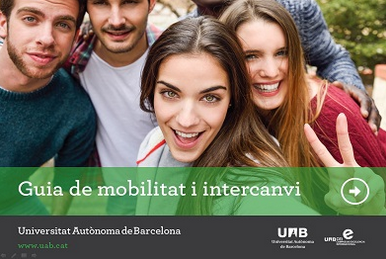 Guia de mobilitat i intercanvi
Universitat Autònoma de Barcelona
www.uab.cat
UAB
Universitat Autònoma
de Barcelona
UAB